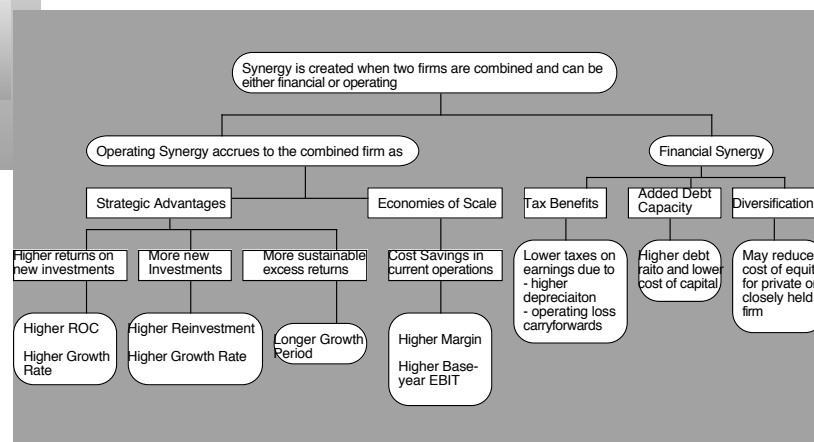 Synergy is created when two firms are combined and can be
either financial or operating
Operating Synergy accrues to the combined firm as
Financial Synergy
Strategic Advantages
Economies of Scale
Tax Benefits
Added Debt
Capacity
Diversification
Higher returns on
new investments
More new
Investments
More sustainable
excess returns
Cost Savings in
current operations
Lower taxes on
earnings due to
- higher
depreciaiton
- operating loss
carryforwards
Higher debt
raito and lower
cost of capital
May reduce
cost of equit
for private or
closely held
firm
Higher ROC
Higher Growth
Rate
Higher Reinvestment
Higher Growth Rate
Longer Growth
Period
Higher Margin
Higher Base-
year EBIT